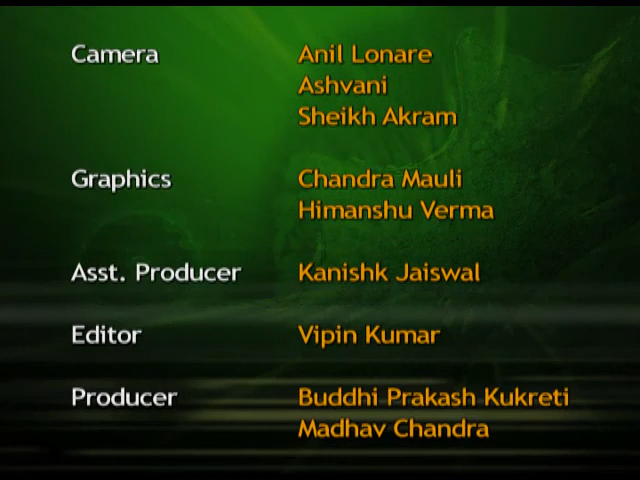 Camera Anil Lonare
Ashvani
Sheikh Akram
Graphics Chandra Mauli
Himanshu Verma
Asst. Producer Kanishk Jaiswal
Editor Vipin Kumar
Producer Buddhi Prakash Kukreti
Madhav Chandra